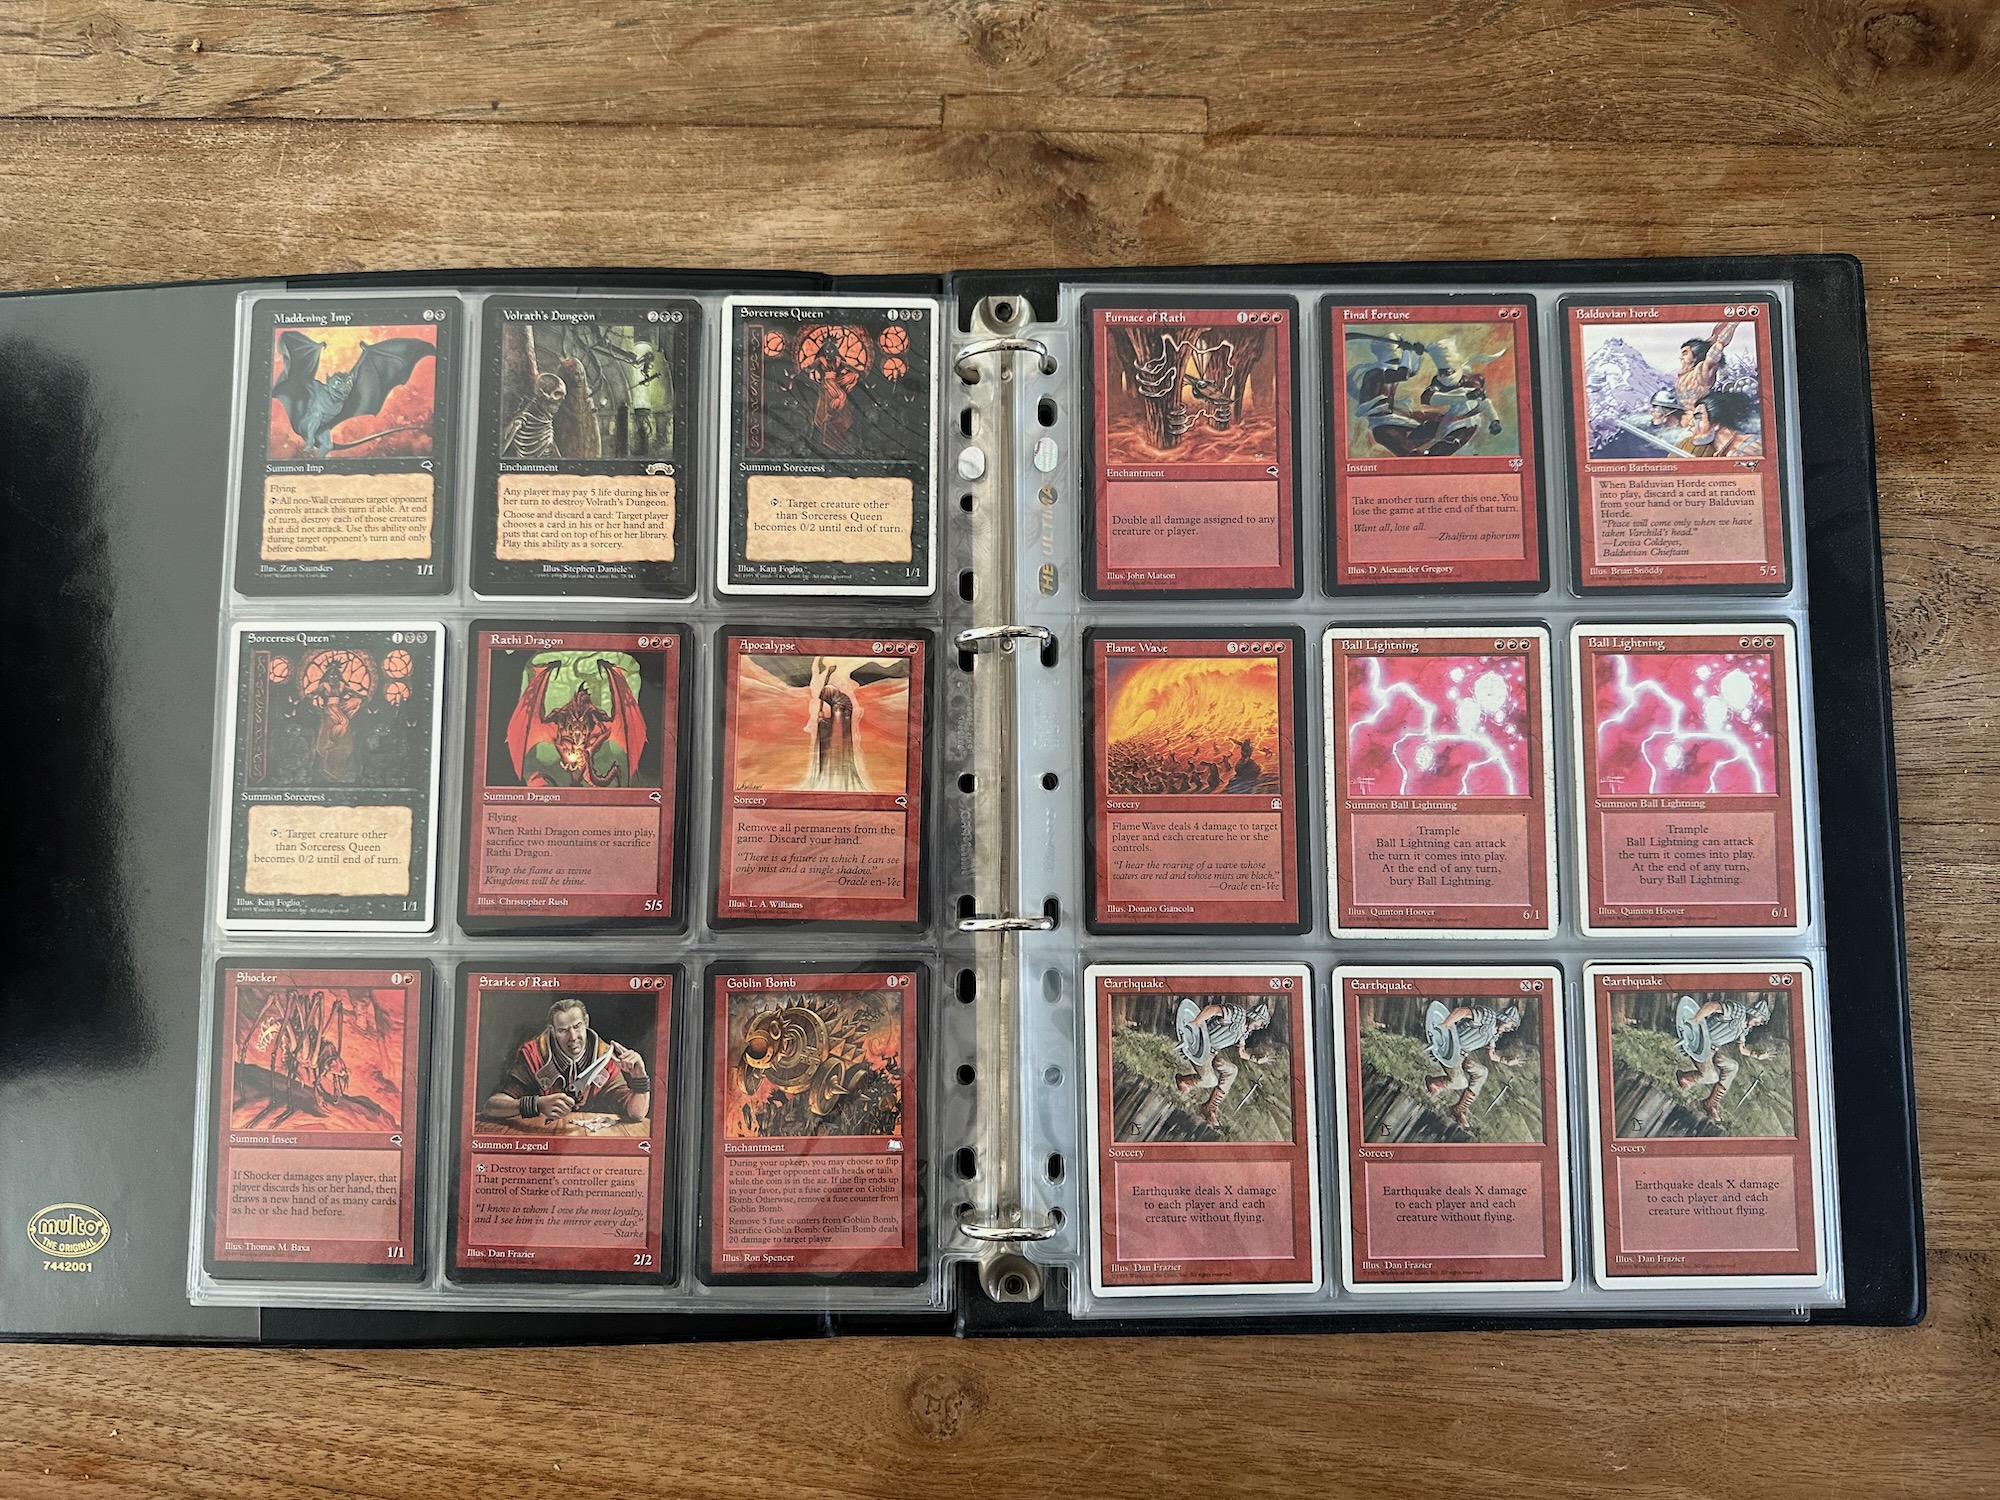 Maddening Imp 2
Summon Imp
Flying
: All non-Wall creatures target opponent
controls attack this turn if able. At end
of turn, destroy each of those creatures
that did not attack. Use this ability only
during target opponent's turn and only
before combat.
Illus. Zina Saunders
1/1
Volrath's Dungeon 2
Enchantment
Any player may pay 5 life during his or
her turn to destroy Volrath's Dungeon.
Choose and discard a card: Target player
chooses a card in his or her hand and
puts that card on top of his or her library.
Play this ability as a sorcery.
Illus. Stephen Daniele
Sorceress Queen 1
Summon Sorceress
: Target creature other
than Sorceress Queen
becomes 0/2 until end of turn.
Illus. Kaja Foglio
1/1
Sorceress Queen 1
Summon Sorceress
: Target creature other
than Sorceress Queen
becomes 0/2 until end of turn.
Illus. Kaja Foglio
1/1
Rathi Dragon 2
Summon Dragon
Flying
When Rathi Dragon comes into play,
sacrifice two mountains or sacrifice
Rathi Dragon.
Wrap the flame as twine
Kingdoms will be thine.
Illus. Christopher Rush
5/5
Apocalypse 2
Sorcery
Remove all permanents from the
game. Discard your hand.
"There is a future in which I can see
only mist and a single shadow."
—Oracle en-Vec
Illus. L. A. Williams
Shocker 1
Summon Insect
If Shocker damages any player, that
player discards his or her hand, then
draws a new hand of as many cards
as he or she had before.
Illus. Thomas M. Baxa
1/1
Starke of Rath 1
Summon Legend
: Destroy target artifact or creature.
That permanent's controller gains
control of Starke of Rath permanently.
"I know to whom I owe the most loyalty,
and I see him in the mirror every day."
—Starke
Illus. Dan Frazier
2/2
Goblin Bomb 1
Enchantment
During your upkeep, you may choose to flip
a coin. Target opponent calls heads or tails
while the coin is in the air. If the flip ends up
in your favor, put a fuse counter on Goblin
Bomb. Otherwise, remove a fuse counter from
Goblin Bomb.
Remove 5 fuse counters from Goblin Bomb,
Sacrifice Goblin Bomb: Goblin Bomb deals
20 damage to target player.
Illus. Ron Spencer
multo
THE ORIGINAL
7442001
Furnace of Rath 1
Enchantment
Double all damage assigned to any
creature or player.
Illus. John Matson
Final Fortune
Instant
Take another turn after this one. You
lose the game at the end of that turn.
Want all, lose all.
—Zhalfirin aphorism
Illus. D. Alexander Gregory
Balduvian Horde 2
Summon Barbarians
When Balduvian Horde comes
into play, discard a card at random
from your hand or bury Balduvian
Horde.
"Peace will come only when we have
taken Varchild's head."
—Lovisa Coldeyes,
Balduvian Chieftain
Illus. Brian Snōddy
5/5
Flame Wave 3
Sorcery
Flame Wave deals 4 damage to target
player and each creature he or she
controls.
"I hear the roaring of a wave whose
waters are red and whose mists are black."
—Oracle en-Vec
Illus. Donato Giancola
Ball Lightning
Summon Ball Lightning
Trample
Ball Lightning can attack
the turn it comes into play.
At the end of any turn,
bury Ball Lightning.
Illus. Quinton Hoover
6/1
Ball Lightning
Summon Ball Lightning
Trample
Ball Lightning can attack
the turn it comes into play.
At the end of any turn,
bury Ball Lightning.
Illus. Quinton Hoover
6/1
Earthquake X
Sorcery
Earthquake deals X damage
to each player and each
creature without flying.
Illus. Dan Frazier
Earthquake X
Sorcery
Earthquake deals X damage
to each player and each
creature without flying.
Illus. Dan Frazier
Earthquake X
Sorcery
Earthquake deals X damage
to each player and each
creature without flying.
Illus. Dan Frazier